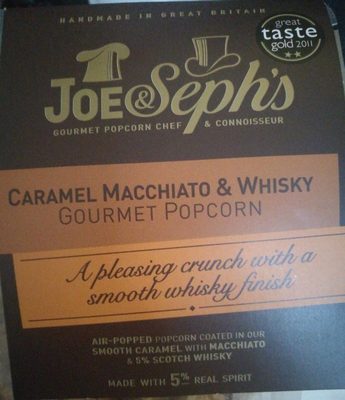 HANDMADE IN GREAT BRITAIN
great
taste
gold 2011
JOE & Seph's
GOURMET POPCORN CHEF & CONNOISSEUR
CARAMEL MACCHIATO & WHISKY
GOURMET POPCORN
A pleasing crunch with a
smooth whisky finish
AIR-POPPED POPCORN COATED IN OUR
SMOOTH CARAMEL WITH MACCHIATO
& 5% SCOTCH WHISKY
MADE WITH 5% REAL SPIRIT